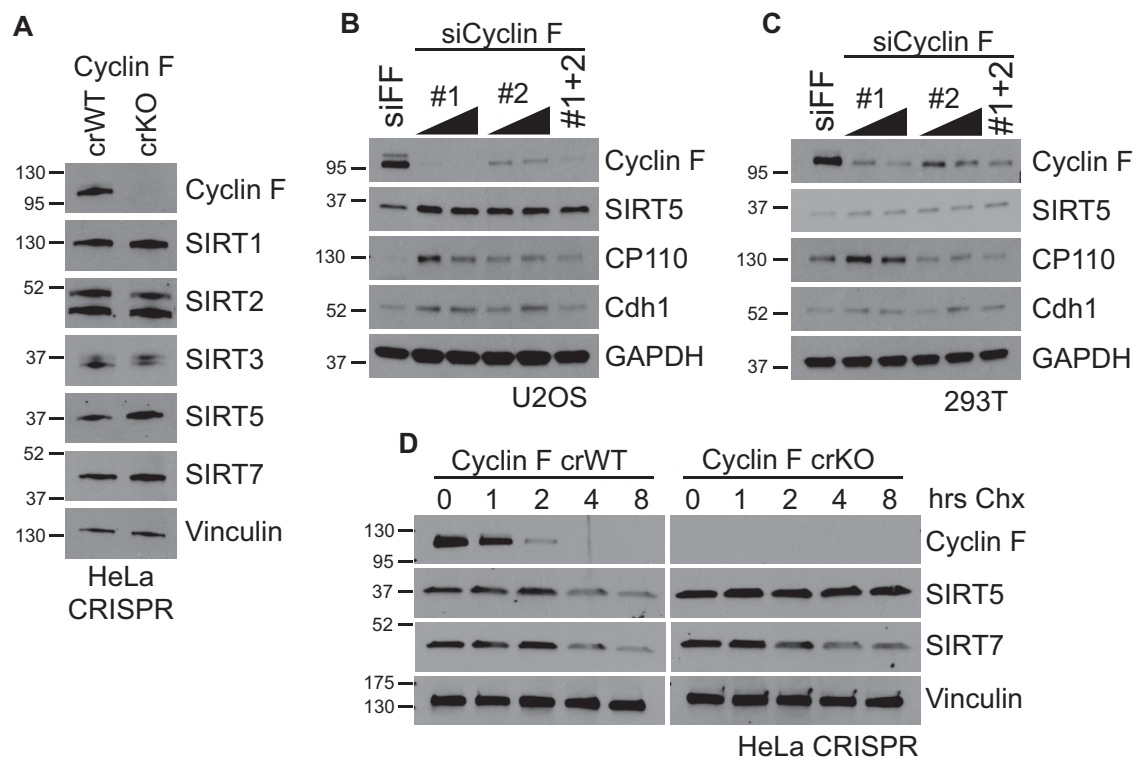 A
Cyclin F
crWT
crKO
130
95
Cyclin F
130
SIRT1
52
SIRT2
37
SIRT3
37
SIRT5
52
37
SIRT7
130
Vinculin
HeLa
CRISPR
B
siCyclin F
siFF
#1
#2
#1+2
95
Cyclin F
37
SIRT5
130
CP110
52
Cdh1
37
GAPDH
U2OS
C
siCyclin F
siFF
#1
#2
#1+2
95
Cyclin F
37
SIRT5
130
CP110
52
Cdh1
37
GAPDH
293T
D
Cyclin F crWT
Cyclin F crKO
0 1 2 4 8 0 1 2 4 8 hrs Chx
130
95
Cyclin F
37
SIRT5
52
SIRT7
175
130
Vinculin
HeLa CRISPR